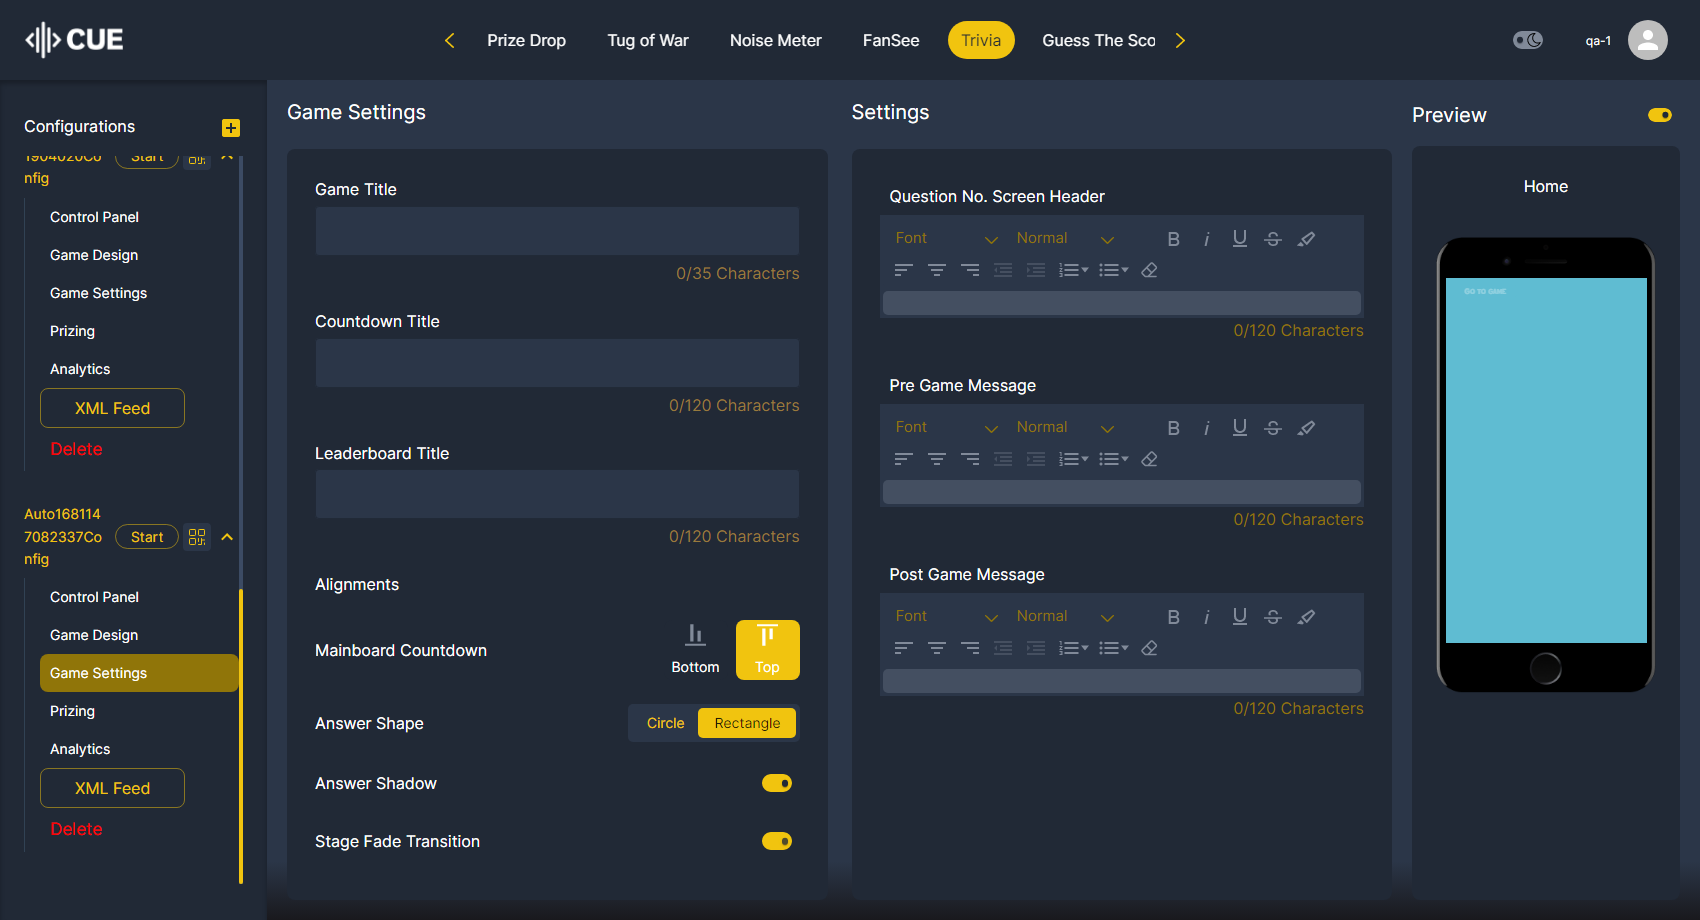 CUE
Prize Drop
Tug of War
Noise Meter
FanSee
Trivia
Guess The Sco
qa-1
Configurations
1904020Co
nfig
Start
Control Panel
Game Design
Game Settings
Prizing
Analytics
XML Feed
Delete
Auto168114
7082337Co
nfig
Start
Control Panel
Game Design
Game Settings
Prizing
Analytics
XML Feed
Delete
Game Settings
Game Title
0/35 Characters
Countdown Title
0/120 Characters
Leaderboard Title
0/120 Characters
Alignments
Mainboard Countdown
Bottom
Top
Answer Shape
Circle
Rectangle
Answer Shadow
Stage Fade Transition
Settings
Question No. Screen Header
Font
Normal
B
i
U
S
0/120 Characters
Pre Game Message
Font
Normal
B
i
U
S
0/120 Characters
Post Game Message
Font
Normal
B
i
U
S
0/120 Characters
Preview
Home
Go to game